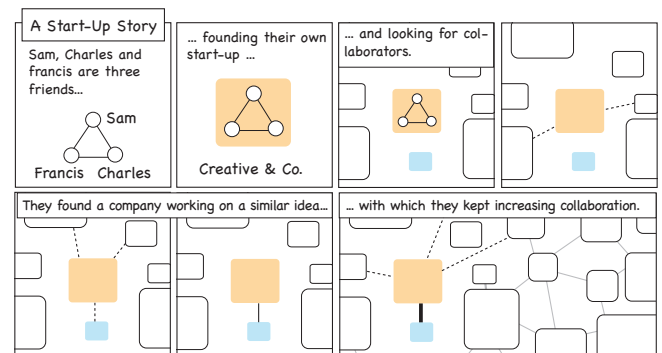 A Start-Up Story
Sam, Charles and
francis are three
friends...
Sam
Francis Charles
... founding their own
start-up ...
Creative & Co.
... and looking for col-
laborators.
They found a company working on a similar idea...
... with which they kept increasing collaboration.